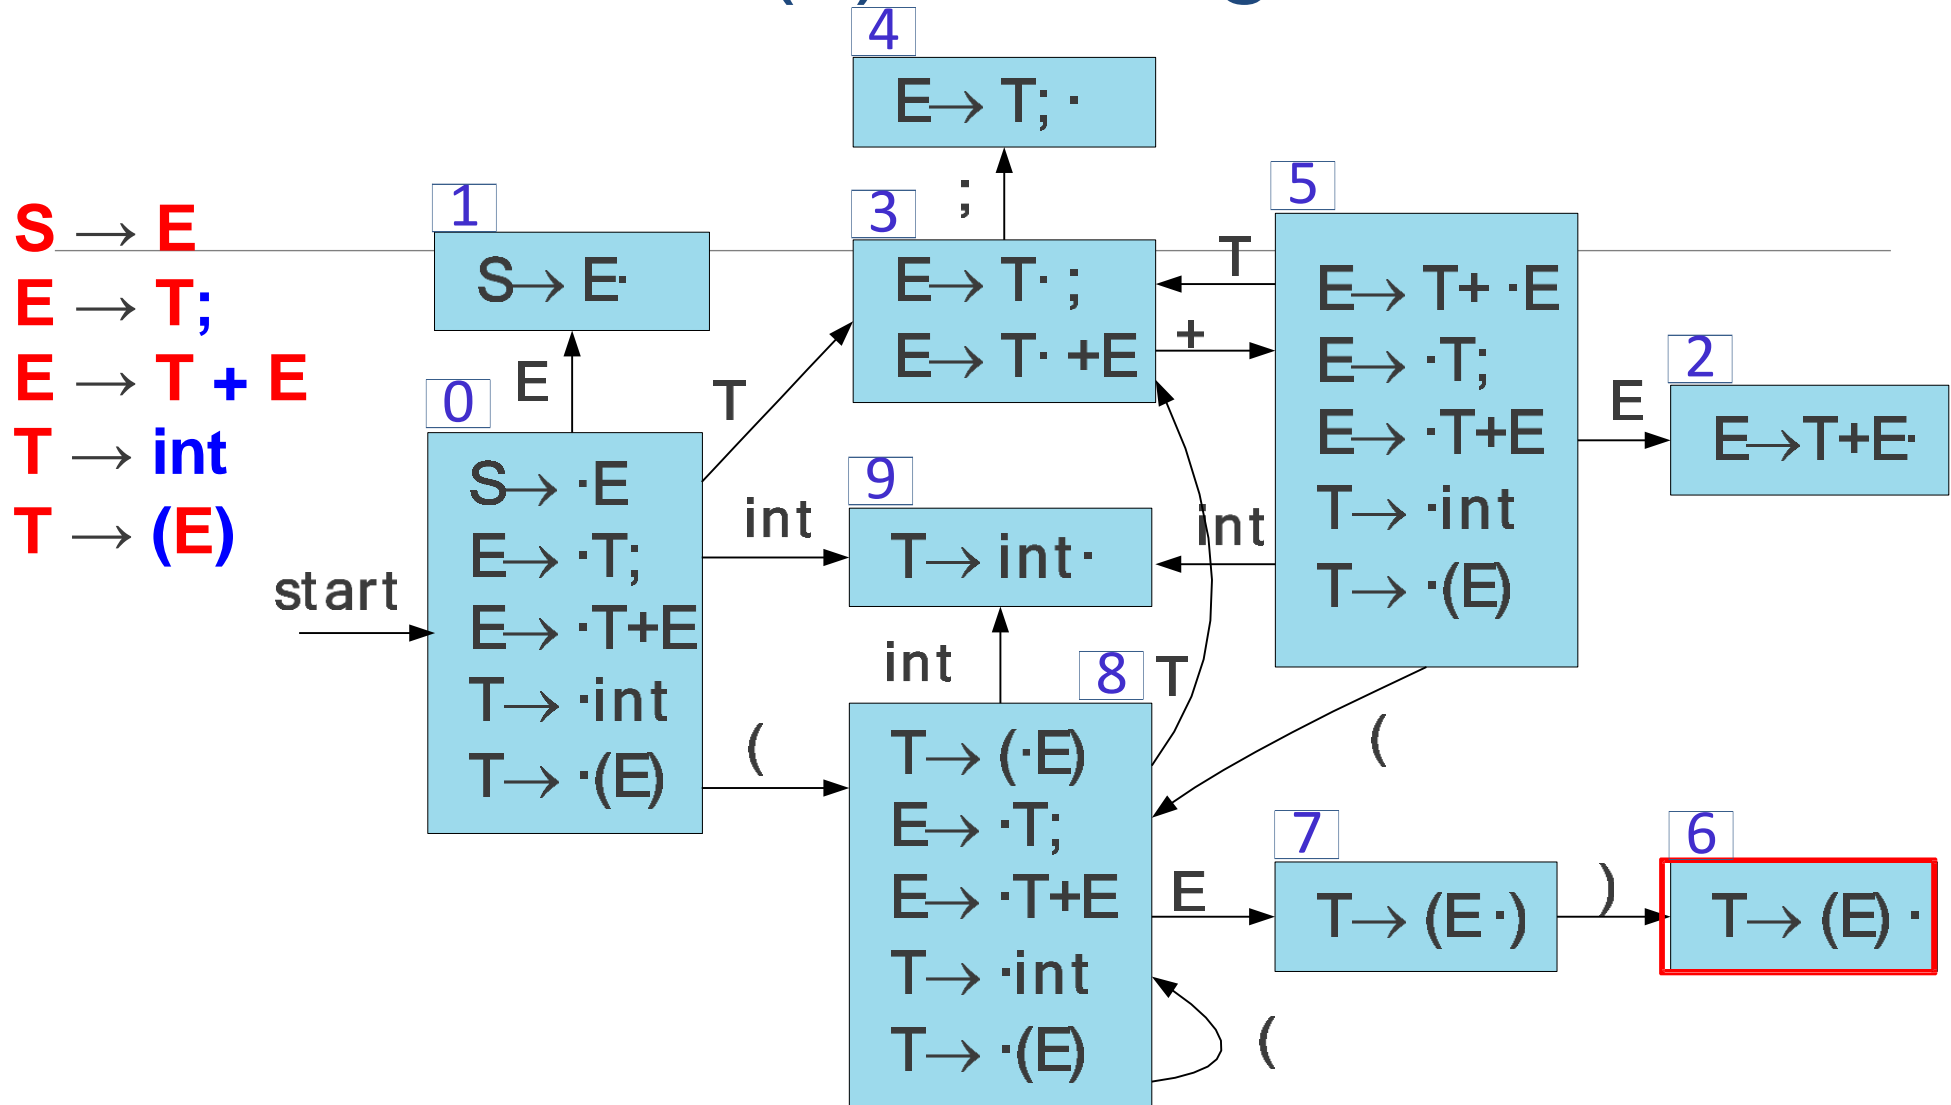 S → E
E → T;
E → T + E
T → int
T → (E)
start
0
S→ ·E
E→ ·T;
E→ ·T+E
T→ ·int
T→ ·(E)
E
T
int
(
1
S→ E·
4
E→ T; ·
;
3
E→ T· ;
E→ T· +E
T
+
9
T→ int·
int
int
8
T
T→ (·E)
E→ ·T;
E→ ·T+E
T→ ·int
T→ ·(E)
(
5
E→ T+ ·E
E→ ·T;
E→ ·T+E
T→ ·int
T→ ·(E)
(
E
2
E→T+E·
E
7
T→ (E·)
)
6
T→ (E) ·